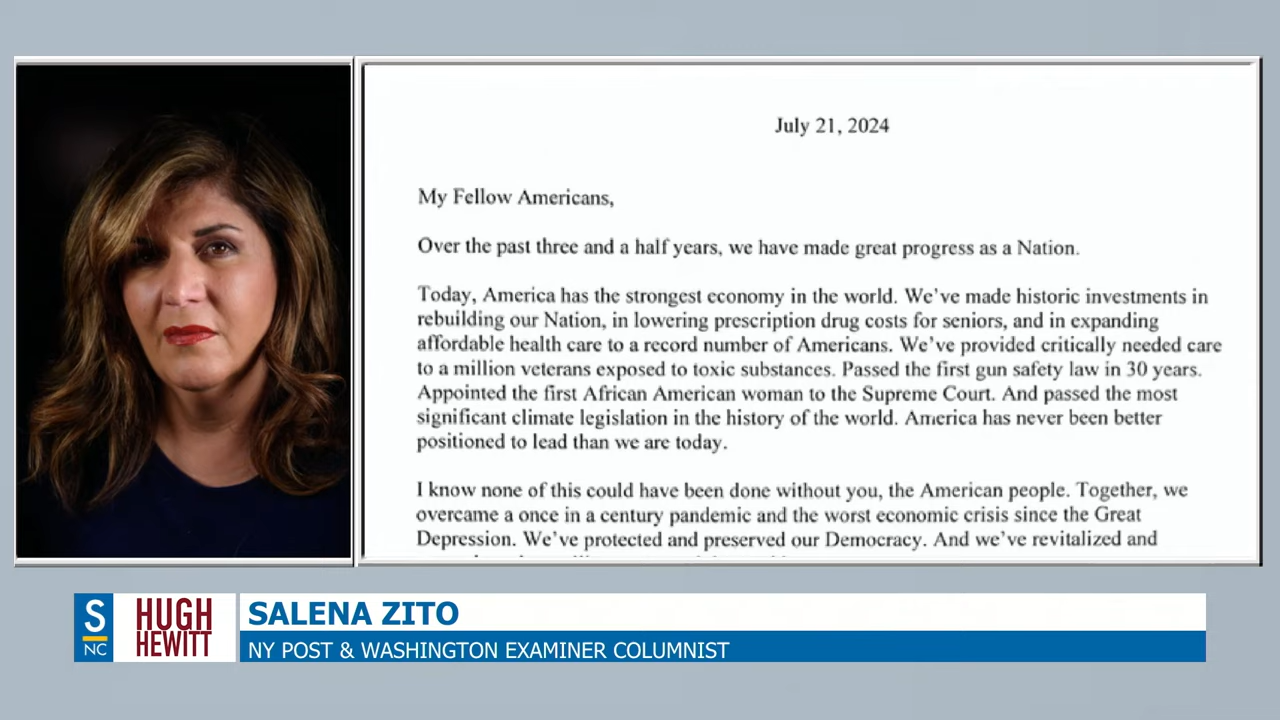 July 21, 2024
My Fellow Americans,
Over the past three and a half years, we have made great progress as a Nation.
Today, America has the strongest economy in the world. We've made historic investments in
rebuilding our Nation, in lowering prescription drug costs for seniors, and in expanding
affordable health care to a record number of Americans. We've provided critically needed care
to a million veterans exposed to toxic substances. Passed the first gun safety law in 30 years.
Appointed the first African American woman to the Supreme Court. And passed the most
significant climate legislation in the history of the world. America has never been better
positioned to lead than we are today.
I know none of this could have been done without you, the American people. Together, we
overcame a once in a century pandemic and the worst economic crisis since the Great
Depression. We've protected and preserved our Democracy. And we've revitalized and
S
NC
HUGH
HEWITT
SALENA ZITO
NY POST & WASHINGTON EXAMINER COLUMNIST